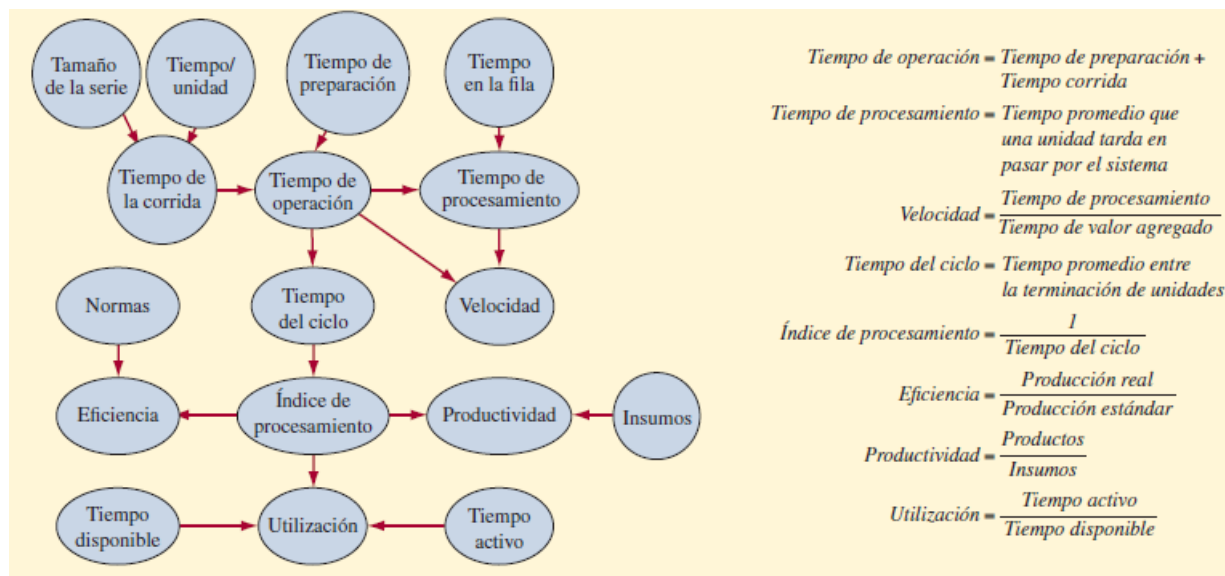 Tamaño
de la serie
Tiempo/
unidad
Tiempo de
preparación
Tiempo
en la fila
Tiempo de
la corrida
Tiempo de
operación
Tiempo de
procesamiento
Normas
Tiempo
del ciclo
Velocidad
Eficiencia
Índice de
procesamiento
Productividad
Insumos
Tiempo
disponible
Utilización
Tiempo
activo
Tiempo de operación = Tiempo de preparación +
Tiempo corrida
Tiempo de procesamiento = Tiempo promedio que
una unidad tarda en
pasar por el sistema
Velocidad = Tiempo de procesamiento
Tiempo de valor agregado
Tiempo del ciclo = Tiempo promedio entre
la terminación de unidades
Índice de procesamiento = 1
Tiempo del ciclo
Eficiencia = Producción real
Producción estándar
Productividad = Productos
Insumos
Utilización = Tiempo activo
Tiempo disponible